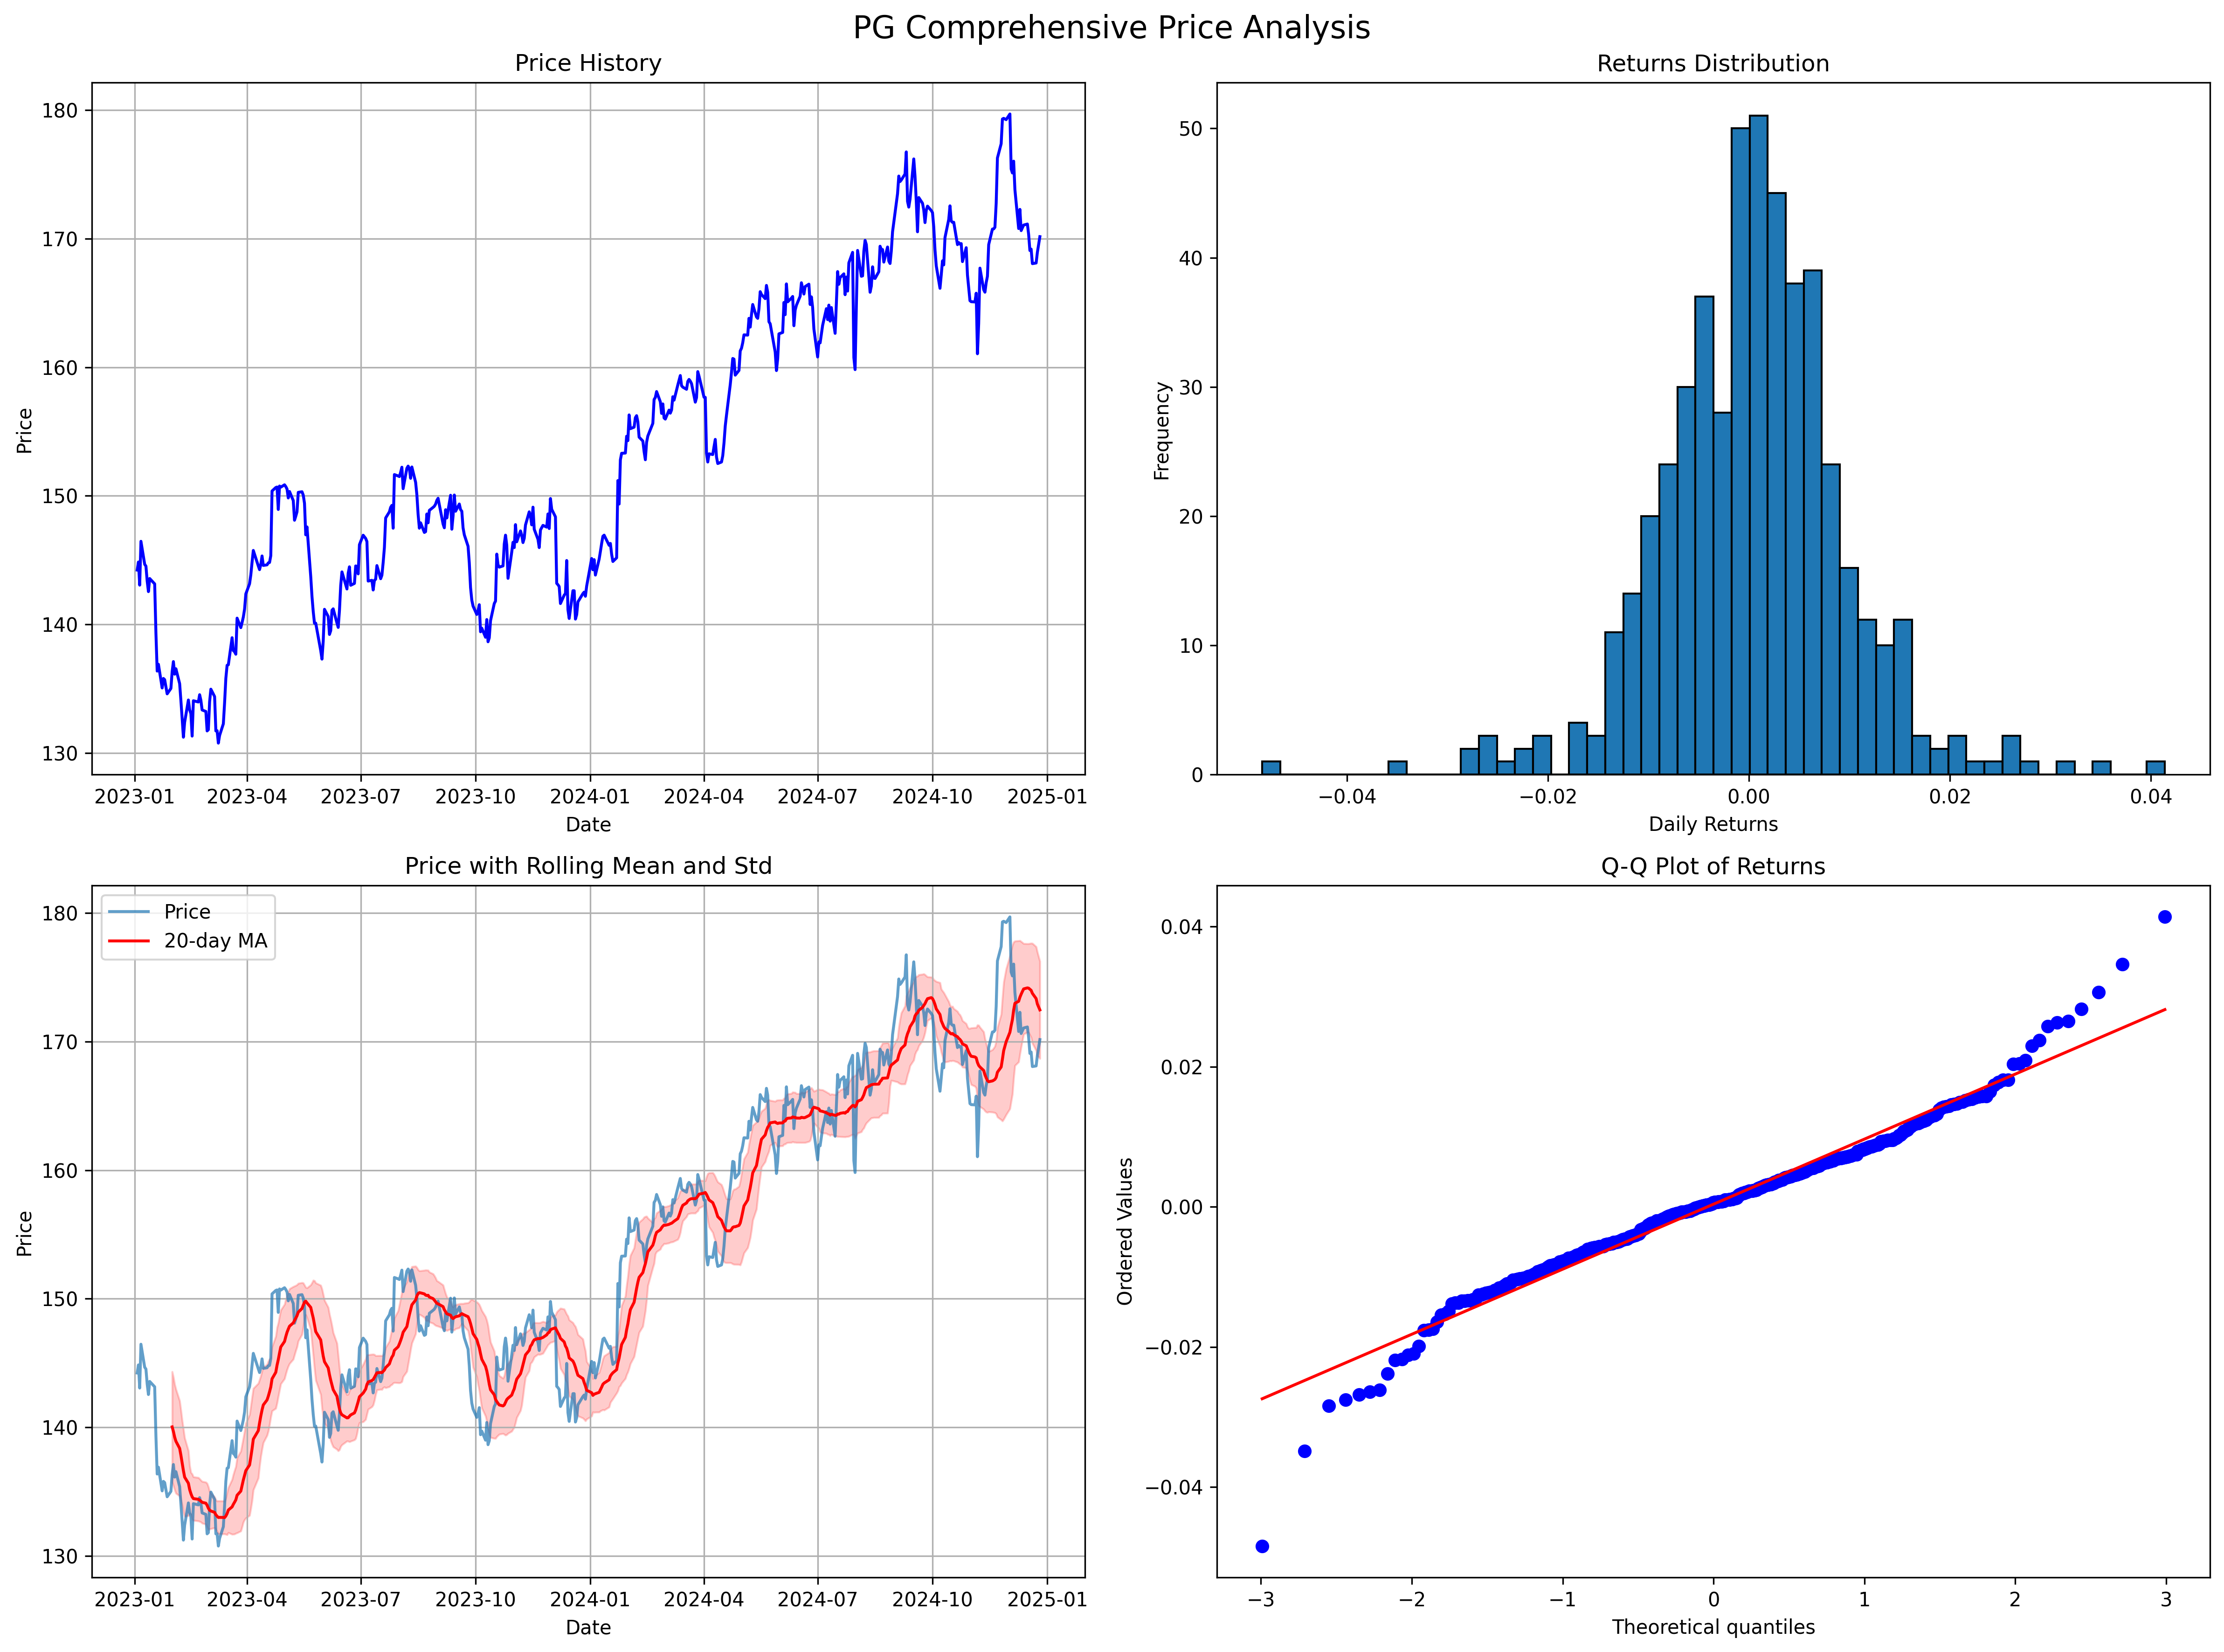 PG Comprehensive Price Analysis
Price History
180
170
160
150
140
130
Price
2023-01 2023-04 2023-07 2023-10 2024-01 2024-04 2024-07 2024-10 2025-01
Date
Returns Distribution
50
40
30
20
10
0
Frequency
−0.04 −0.02 0.00 0.02 0.04
Daily Returns
Price with Rolling Mean and Std
Price
20-day MA
180
170
160
150
140
130
Price
2023-01 2023-04 2023-07 2023-10 2024-01 2024-04 2024-07 2024-10 2025-01
Date
Q-Q Plot of Returns
0.04
0.02
0.00
−0.02
−0.04
Ordered Values
−3 −2 −1 0 1 2 3
Theoretical quantiles